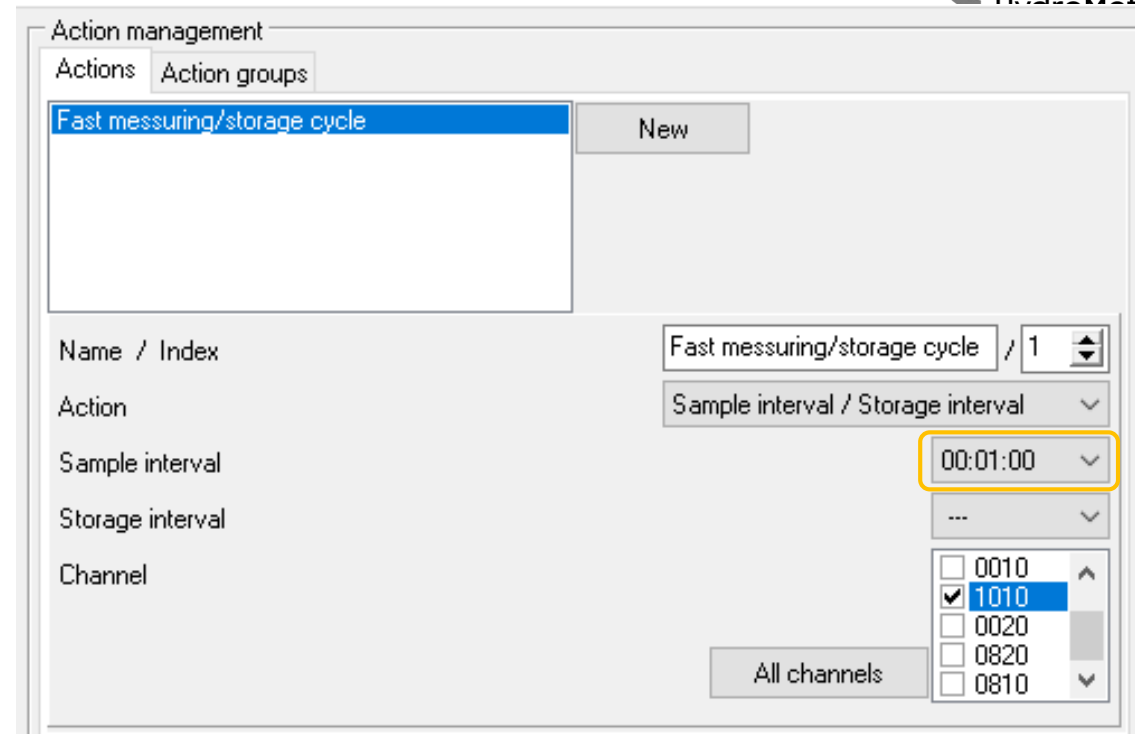 Action management
Actions Action groups
Fast messuring/storage cycle New
Name / Index Fast messuring/storage cycle / 1
Action Sample interval / Storage interval
Sample interval 00:01:00
Storage interval ---
Channel 0010
1010
0020
All channels 0820
0810